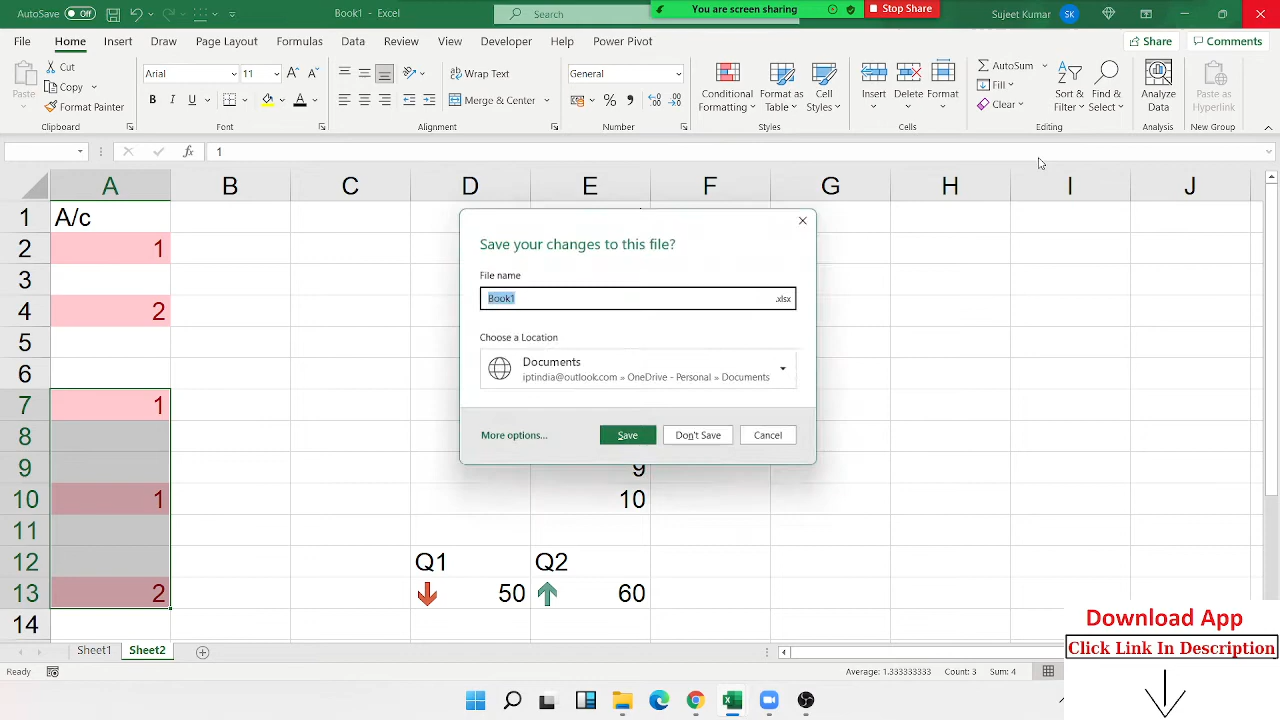 AutoSave Off
Book1 - Excel
Search
You are screen sharing
Stop Share
Sujeet Kumar
SK
File Home Insert Draw Page Layout Formulas Data Review View Developer Help Power Pivot
Share Comments
Paste
Cut
Copy
Format Painter
Clipboard
Arial 11
B I U
Font
Wrap Text
Merge & Center
Alignment
General
Number
Conditional Formatting
Format as Table
Cell Styles
Styles
Insert Delete Format
Cells
AutoSum
Fill
Clear
Sort & Filter
Find & Select
Editing
Analyze Data
Analysis
Paste as Hyperlink
New Group
fx 1
A B C D E F G H I J
1 A/c
2 1
3
4 2
5
6
7 1
8
9 9
10 1 10
11
12 Q1 Q2
13 2 50 60
14
Save your changes to this file?
File name
Book1 .xlsx
Choose a Location
Documents
iptindia@outlook.com » OneDrive - Personal » Documents
More options...
Save
Don't Save
Cancel
Download App
Click Link In Description
Sheet1 Sheet2
Ready
Average: 1.333333333 Count: 3 Sum: 4